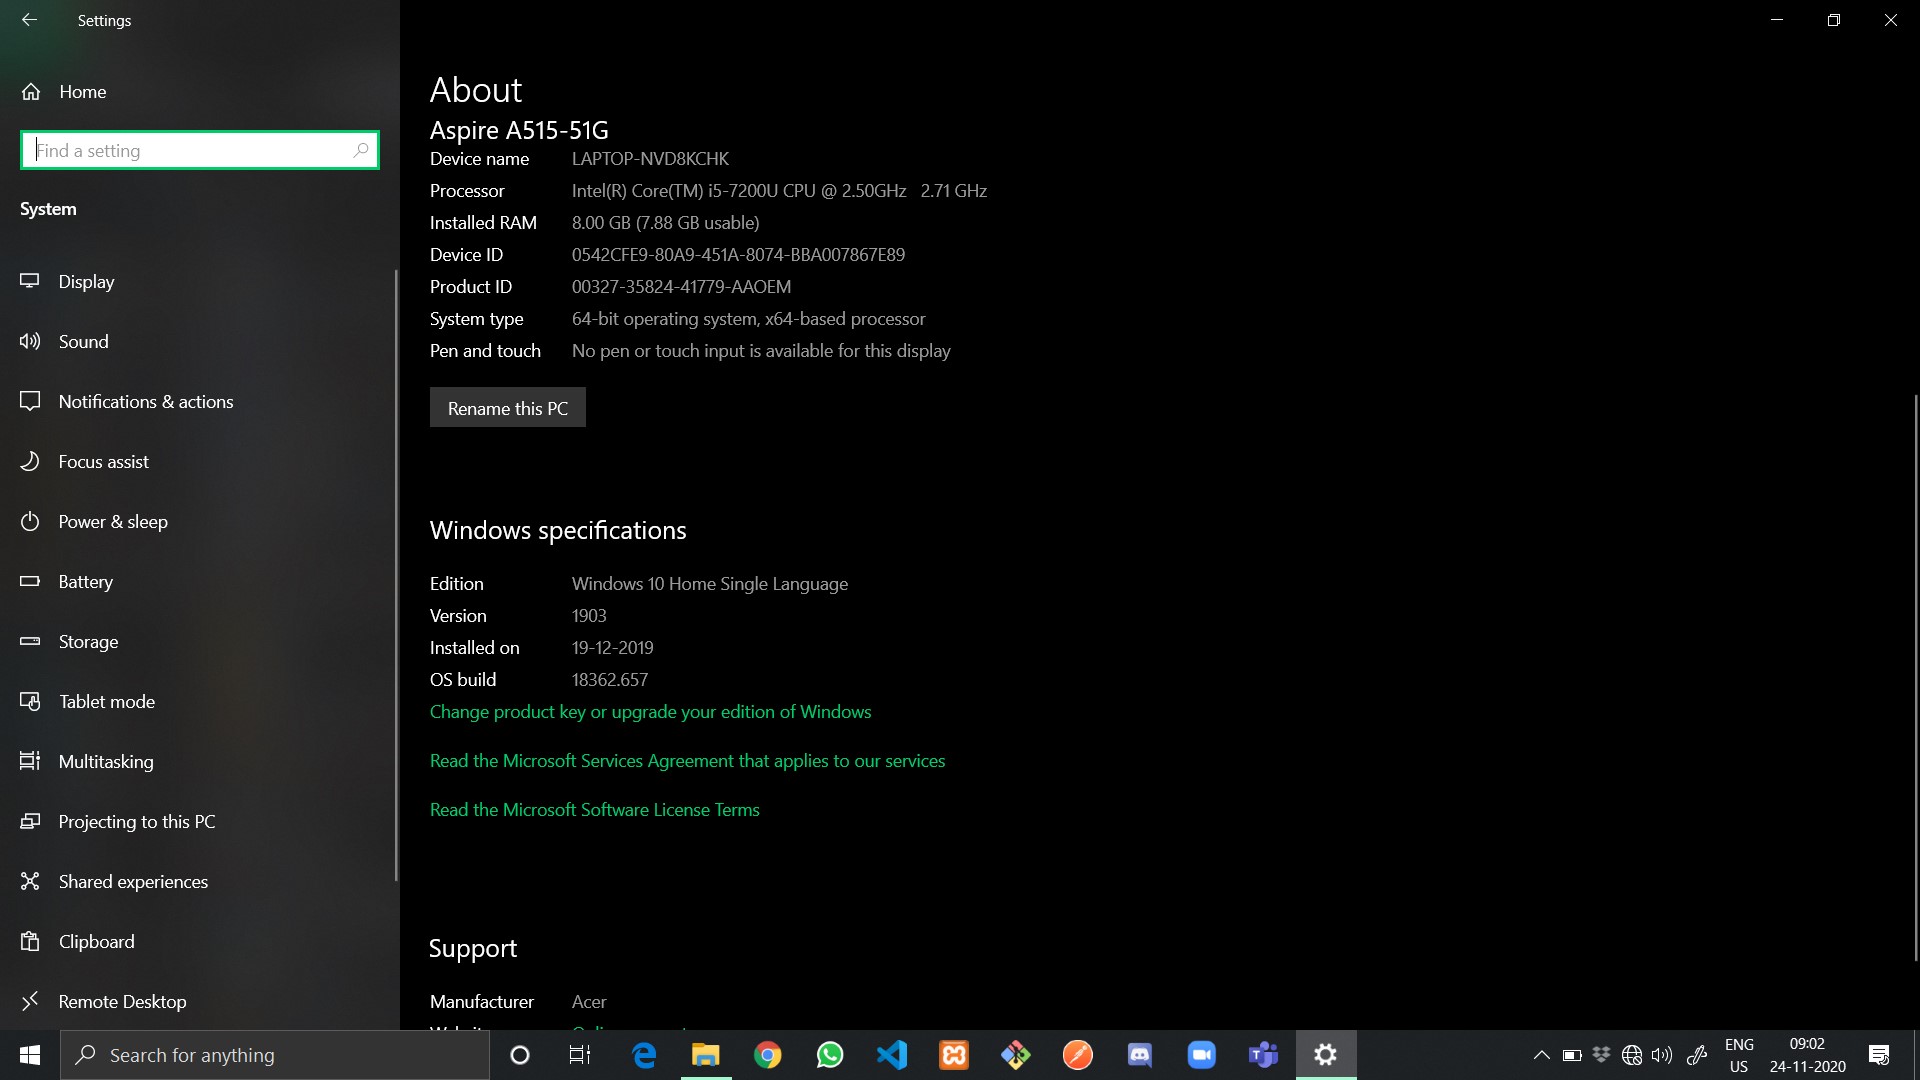 Settings
Home
Find a setting
System
Display
Sound
Notifications & actions
Focus assist
Power & sleep
Battery
Storage
Tablet mode
Multitasking
Projecting to this PC
Shared experiences
Clipboard
Remote Desktop
About
Aspire A515-51G
Device name LAPTOP-NVD8KCHK
Processor Intel(R) Core(TM) i5-7200U CPU @ 2.50GHz 2.71 GHz
Installed RAM 8.00 GB (7.88 GB usable)
Device ID 0542CFE9-80A9-451A-8074-BBA007867E89
Product ID 00327-35824-41779-AAOEM
System type 64-bit operating system, x64-based processor
Pen and touch No pen or touch input is available for this display
Rename this PC
Windows specifications
Edition Windows 10 Home Single Language
Version 1903
Installed on 19-12-2019
OS build 18362.657
Change product key or upgrade your edition of Windows
Read the Microsoft Services Agreement that applies to our services
Read the Microsoft Software License Terms
Support
Manufacturer Acer
Search for anything
ENG
US
09:02
24-11-2020